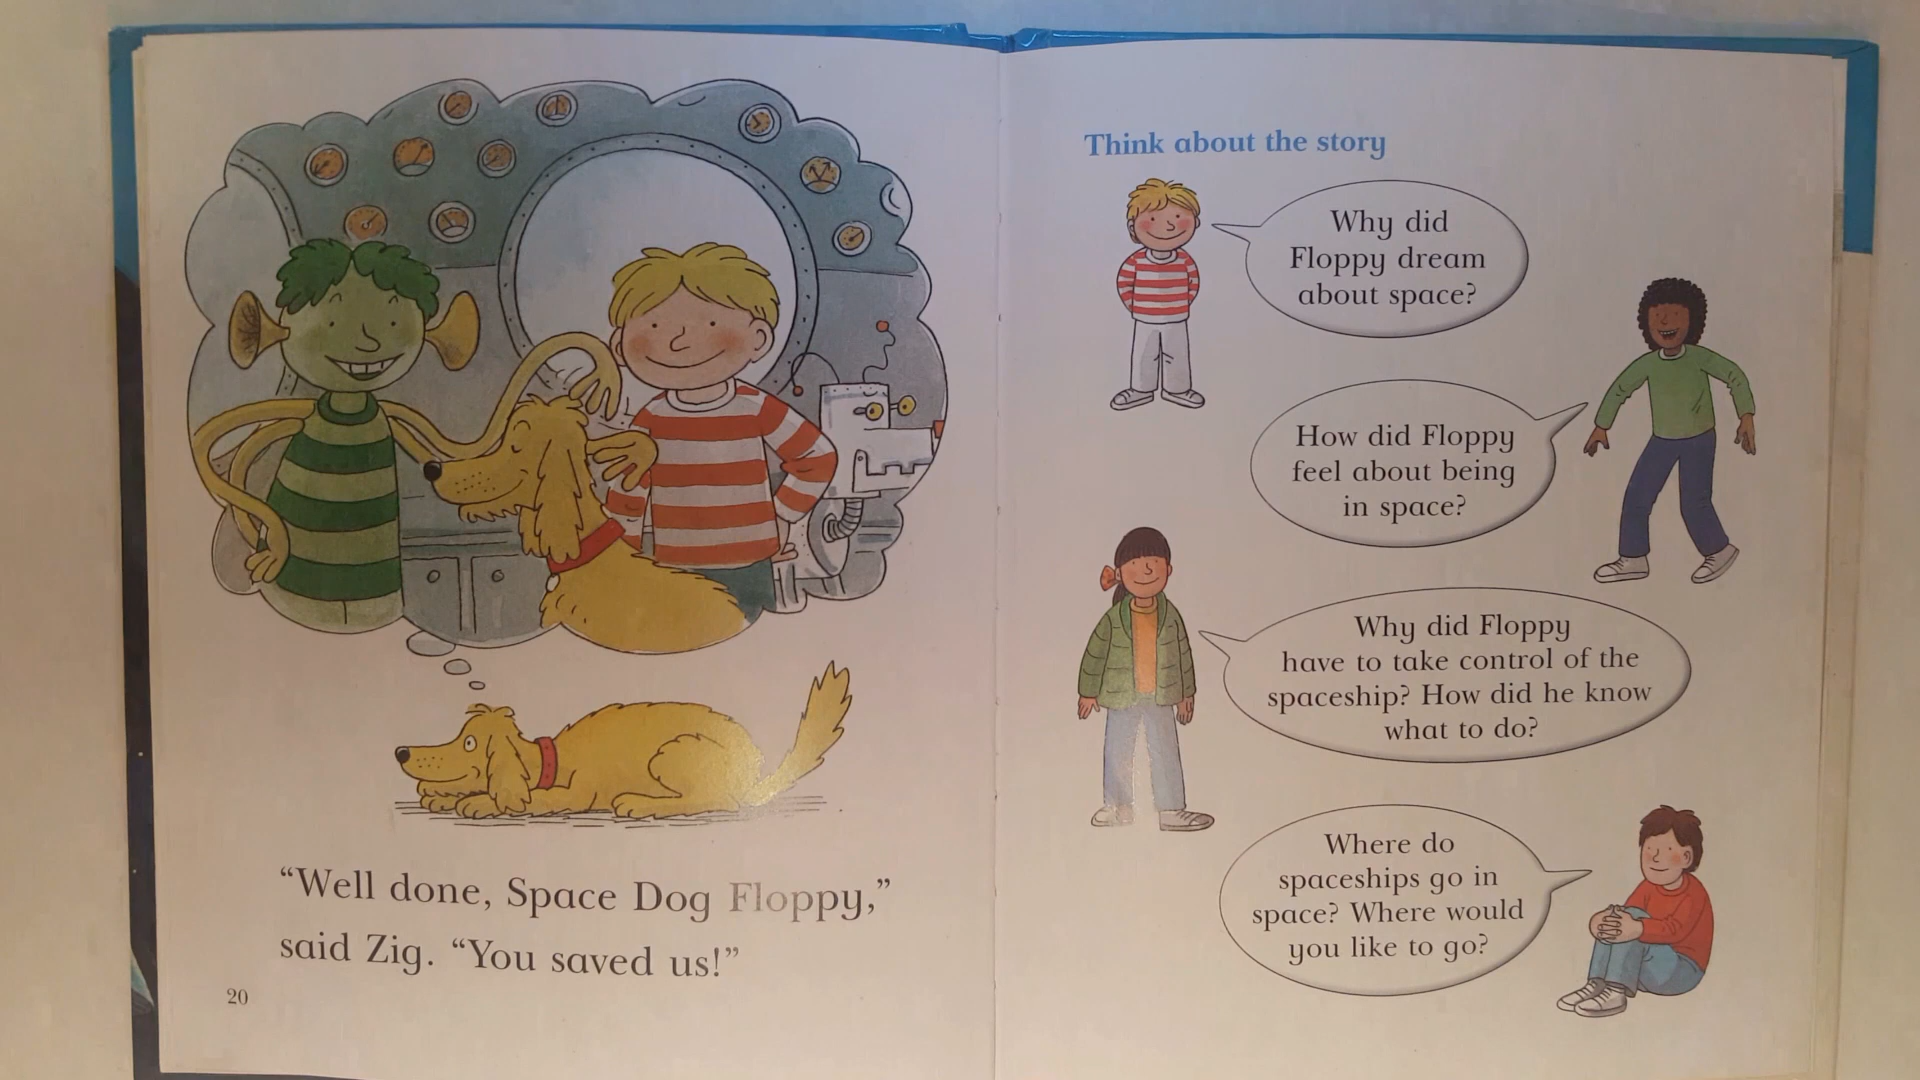 “Well done, Space Dog Floppy,”
said Zig. “You saved us!”
20
Think about the story
Why did
Floppy dream
about space?
How did Floppy
feel about being
in space?
Why did Floppy
have to take control of the
spaceship? How did he know
what to do?
Where do
spaceships go in
space? Where would
you like to go?